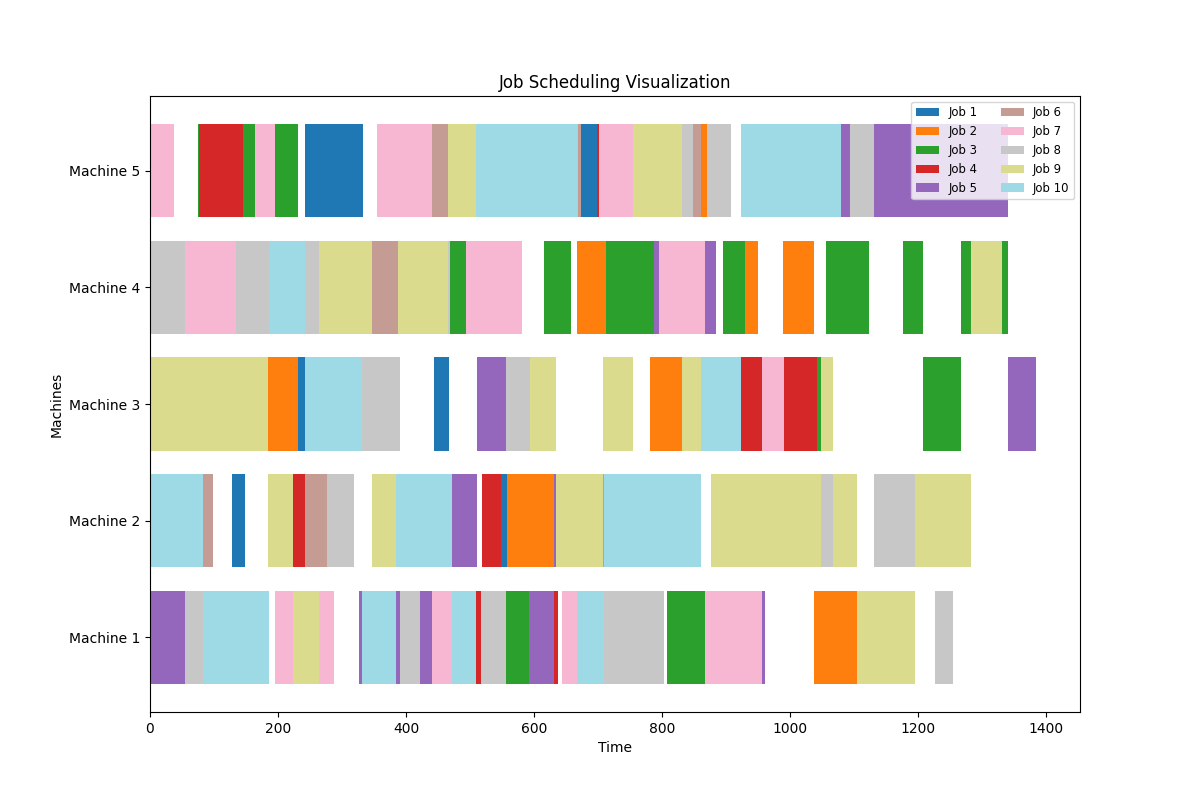 Job Scheduling Visualization
Job 1
Job 2
Job 3
Job 4
Job 5
Job 6
Job 7
Job 8
Job 9
Job 10
Machine 5
Machine 4
Machine 3
Machine 2
Machine 1
Machines
0 200 400 600 800 1000 1200 1400
Time